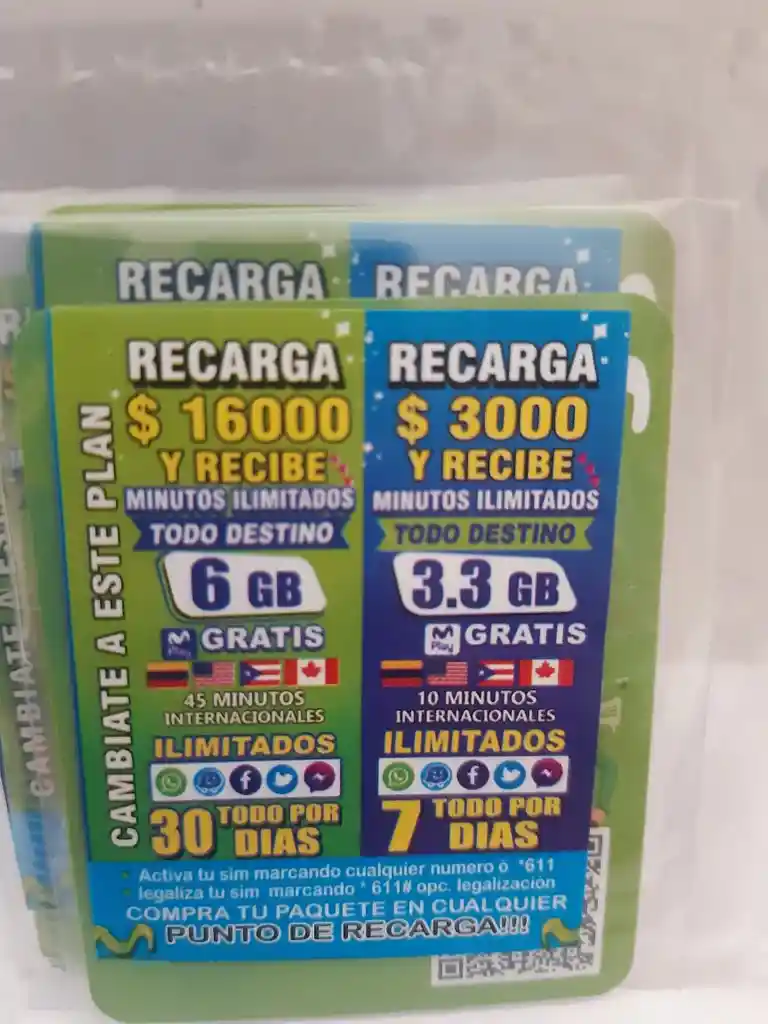 RECARGA
RECARGA
CAMBIATE A ESTE PLAN
RECARGA
$ 16000
Y RECIBE
MINUTOS ILIMITADOS
TODO DESTINO
6 GB
Play GRATIS
45 MINUTOS
INTERNACIONALES
ILIMITADOS
30 TODO POR
DIAS
RECARGA
$ 3000
Y RECIBE
MINUTOS ILIMITADOS
TODO DESTINO
3.3 GB
Play GRATIS
10 MINUTOS
INTERNACIONALES
ILIMITADOS
7 TODO POR
DIAS
• Activa tu sim marcando cualquier numero ò *611
• legaliza tu sim marcando * 611# opc. legalización
COMPRA TU PAQUETE EN CUALQUIER
PUNTO DE RECARGA!!!
CAMBIATE A